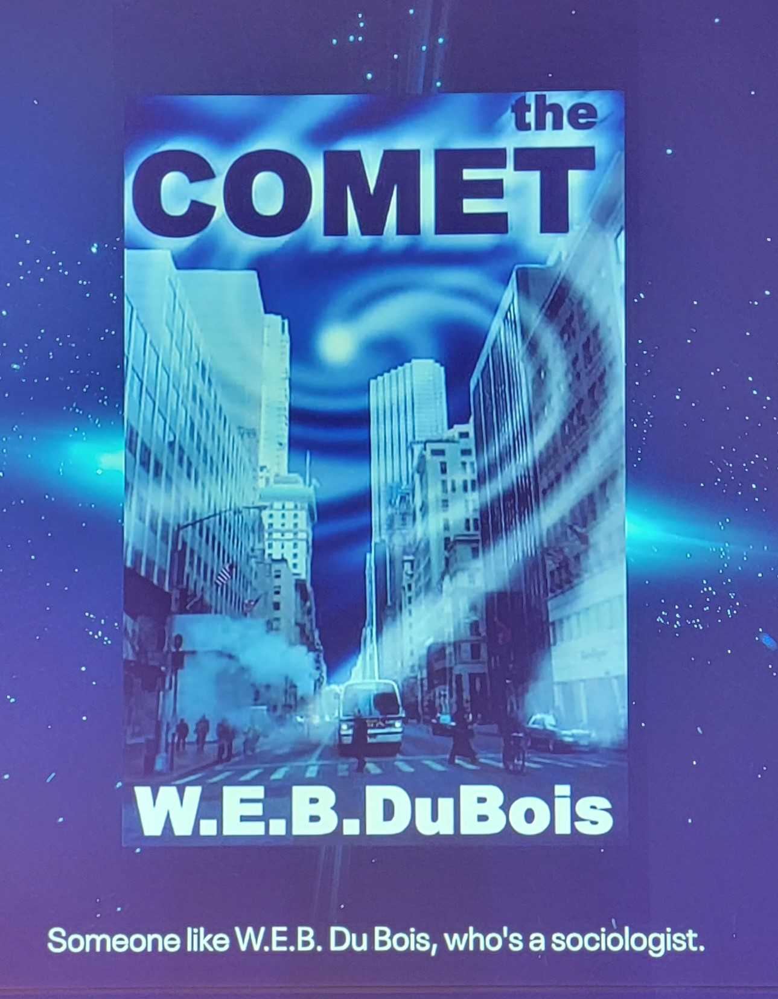 the
COMET
W.E.B.DuBois
Someone like W.E.B. Du Bois, who's a sociologist.